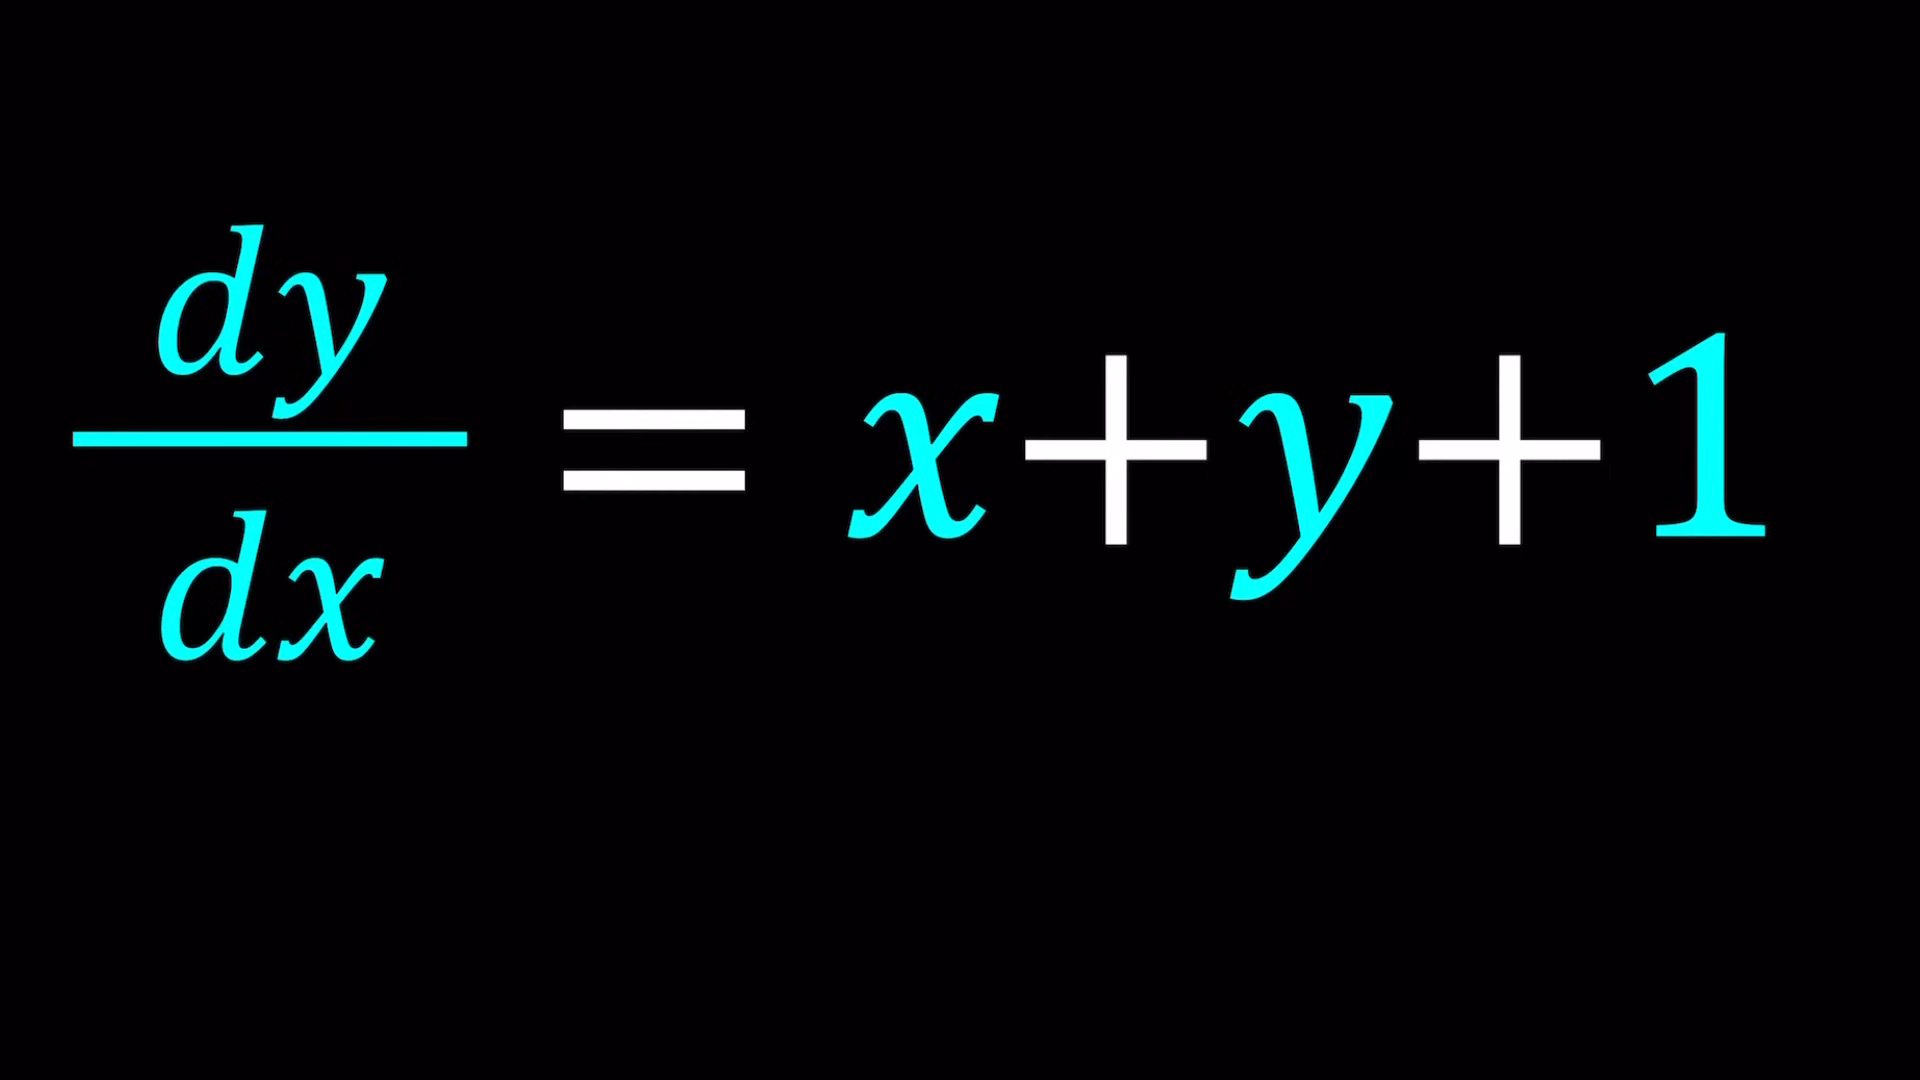 dy/dx = x+y+1